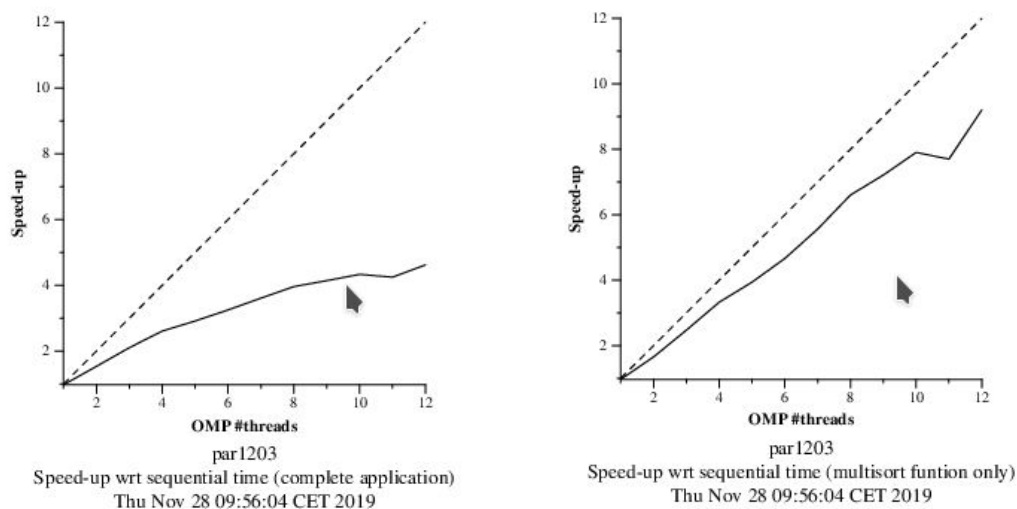 12
10
8
6
4
2
Speed-up
2 4 6 8 10 12
OMP #threads
par1203
Speed-up wrt sequential time (complete application)
Thu Nov 28 09:56:04 CET 2019
12
10
8
6
4
2
Speed-up
2 4 6 8 10 12
OMP #threads
par1203
Speed-up wrt sequential time (multisort funtion only)
Thu Nov 28 09:56:04 CET 2019